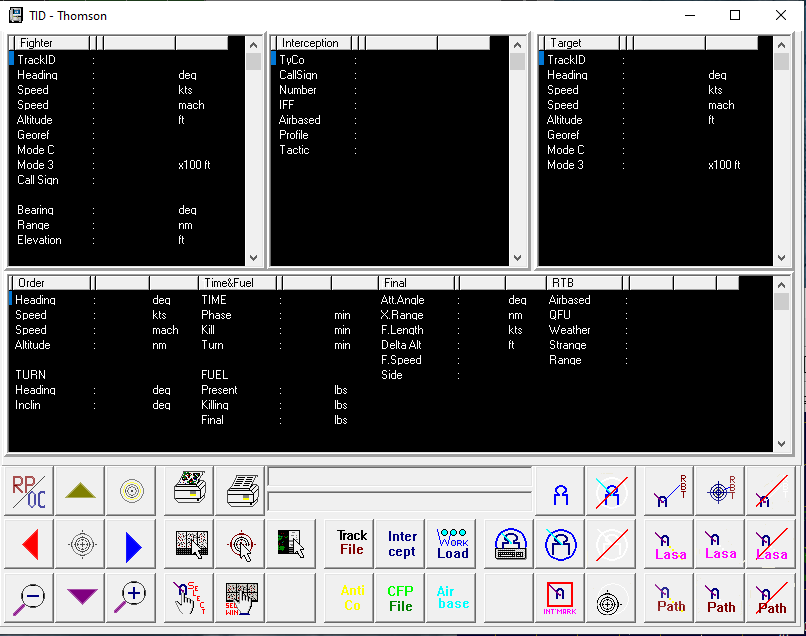 TID - Thomson
Fighter
TrackID :
Heading : deg
Speed : kts
Speed : mach
Altitude : ft
Georef :
Mode C :
Mode 3 : x100 ft
Call Sign :
Bearing : deg
Range : nm
Elevation : ft
Interception
TyCo :
CallSign :
Number :
IFF :
Airbased :
Profile :
Tactic :
Target
TrackID :
Heading : deg
Speed : kts
Speed : mach
Altitude : ft
Georef :
Mode C :
Mode 3 : x100 ft
Order
Heading : deg
Speed : kts
Speed : mach
Altitude : nm
TURN
Heading : deg
Inclin : deg
Time&Fuel
TIME :
Phase : min
Kill :
Turn : min
FUEL
Present : lbs
Killing : lbs
Final : lbs
Final
Att.Angle : deg
X.Range : nm
F.Length : kts
Delta Alt : ft
F.Speed :
Side :
RTB
Airbased :
QFU :
Weather :
Strange :
Range :
RP/OC
RBT
RBT
Track
File
Inter
cept
WORK
Load
Lasa
Lasa
Lasa
SELECT
SEL
WIN
Anti
Co
CFP
File
Air
base
INT'MARK
Path
Path
Path